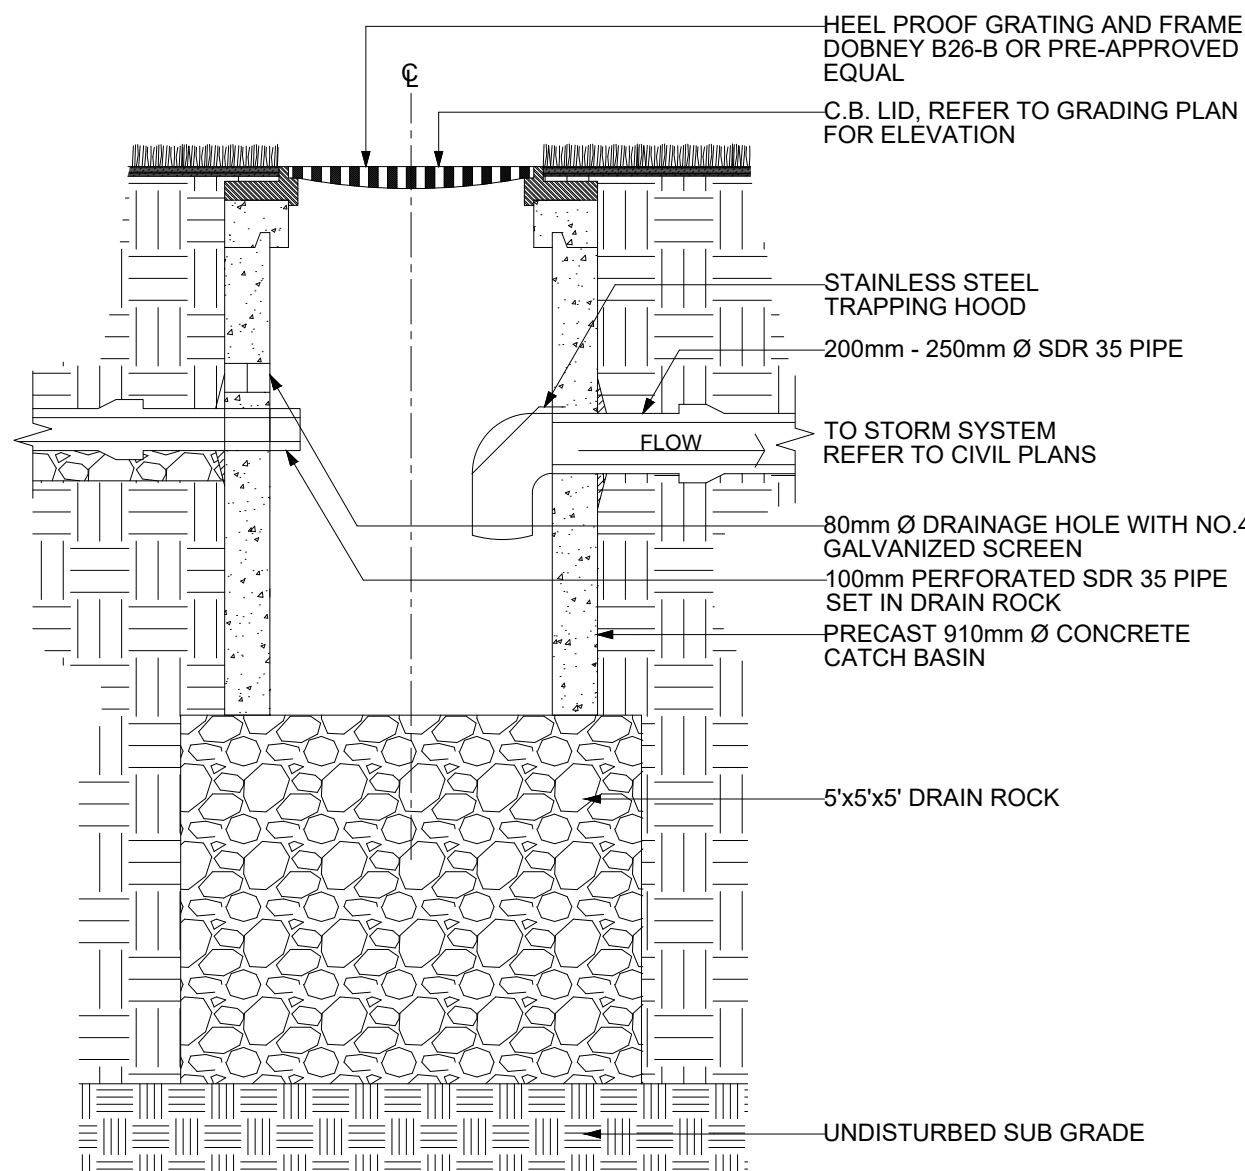 HEEL PROOF GRATING AND FRAME
DOBNEY B26-B OR PRE-APPROVED
EQUAL
℄
C.B. LID, REFER TO GRADING PLAN
FOR ELEVATION
STAINLESS STEEL
TRAPPING HOOD
200mm - 250mm Ø SDR 35 PIPE
FLOW
TO STORM SYSTEM
REFER TO CIVIL PLANS
80mm Ø DRAINAGE HOLE WITH NO.4
GALVANIZED SCREEN
100mm PERFORATED SDR 35 PIPE
SET IN DRAIN ROCK
PRECAST 910mm Ø CONCRETE
CATCH BASIN
5'x5'x5' DRAIN ROCK
UNDISTURBED SUB GRADE